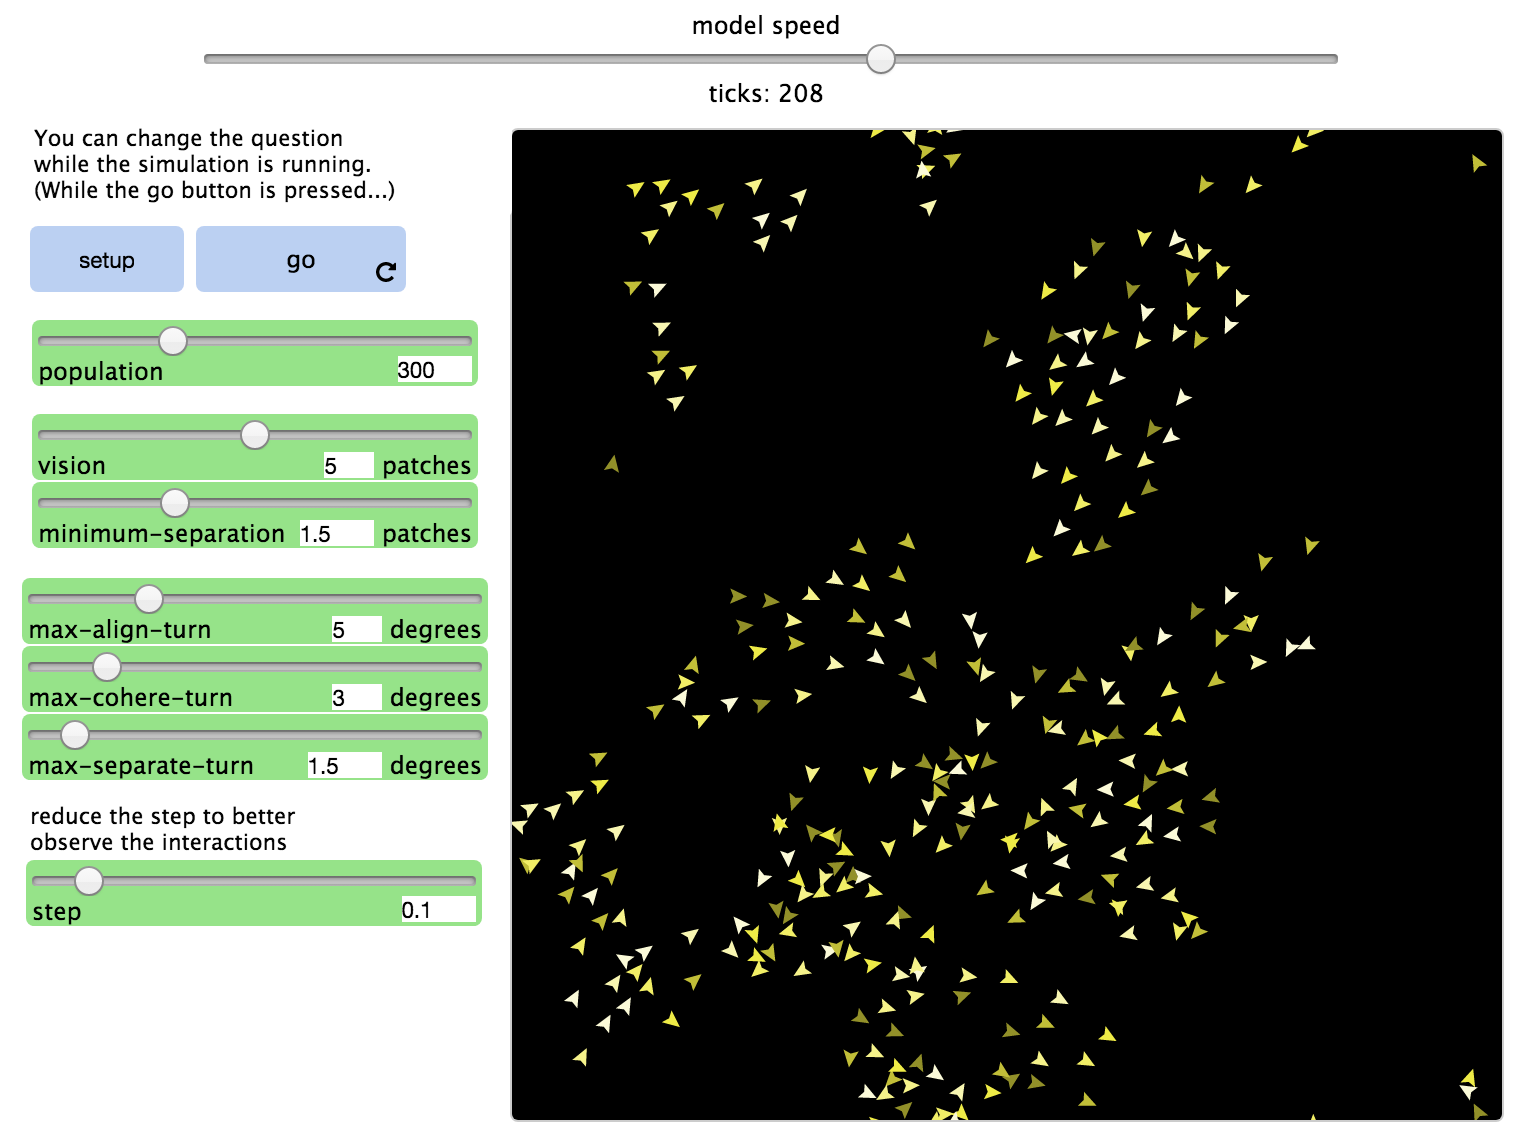 model speed
ticks: 208
You can change the question
while the simulation is running.
(While the go button is pressed...)
setup
go
population 300
vision 5 patches
minimum-separation 1.5 patches
max-align-turn 5 degrees
max-cohere-turn 3 degrees
max-separate-turn 1.5 degrees
reduce the step to better
observe the interactions
step 0.1